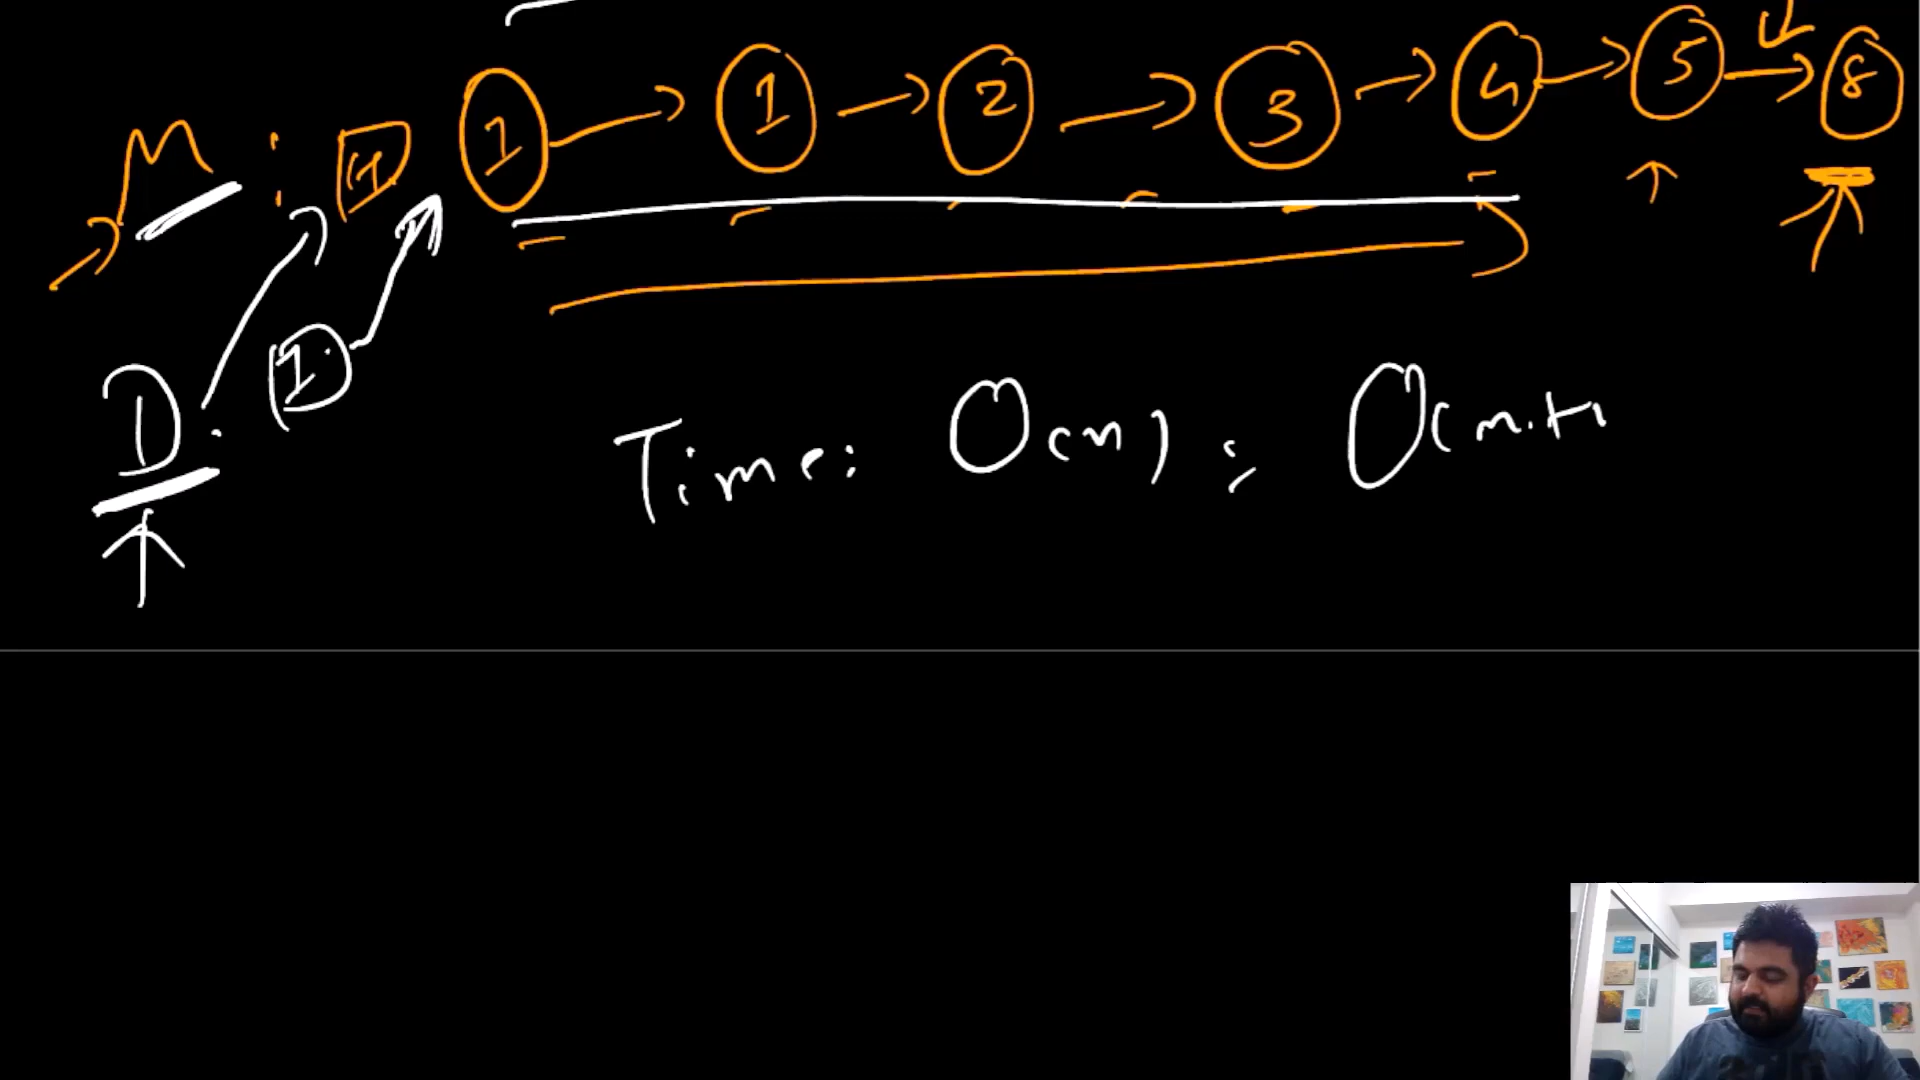 M : H 1 → 1 → 2 → 3 → 4 → 5 → 8
D : 1
Time: O(n) : O(n+